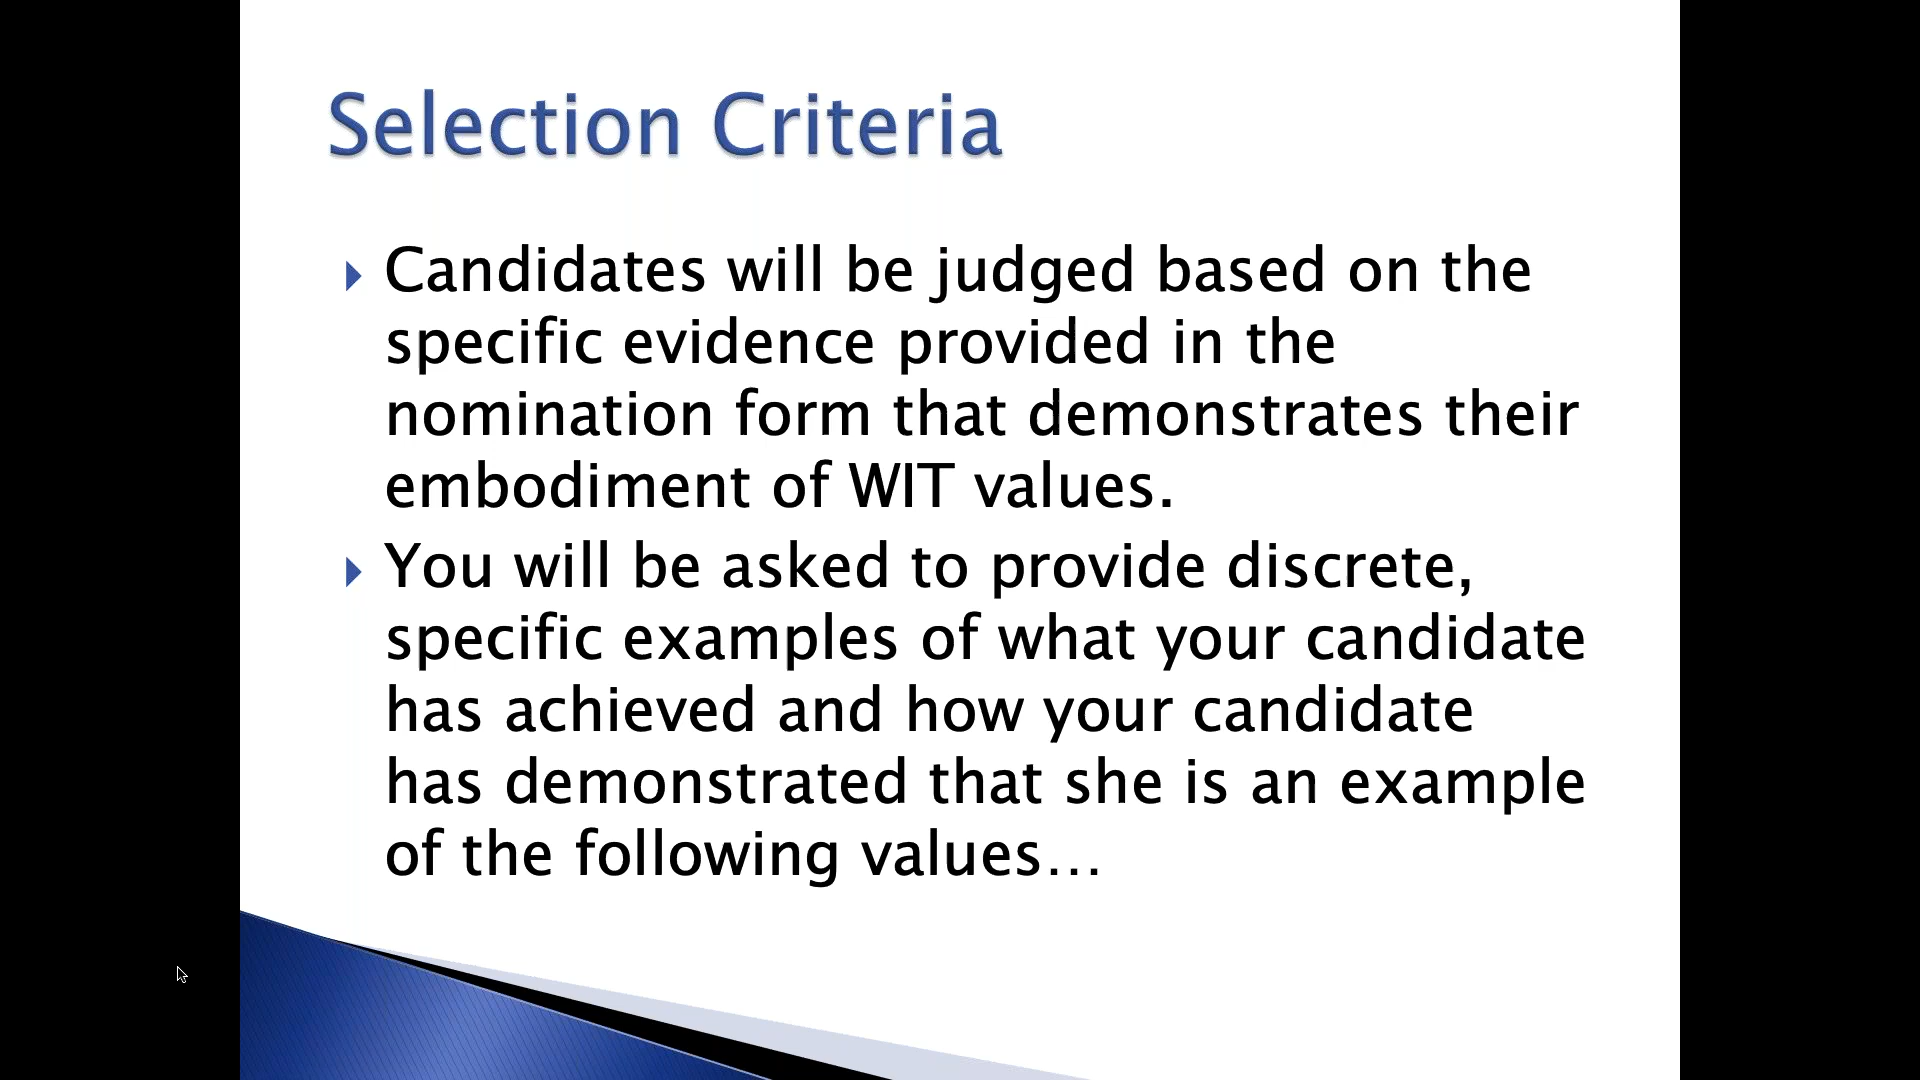 Selection Criteria
Candidates will be judged based on the
specific evidence provided in the
nomination form that demonstrates their
embodiment of WIT values.
You will be asked to provide discrete,
specific examples of what your candidate
has achieved and how your candidate
has demonstrated that she is an example
of the following values…